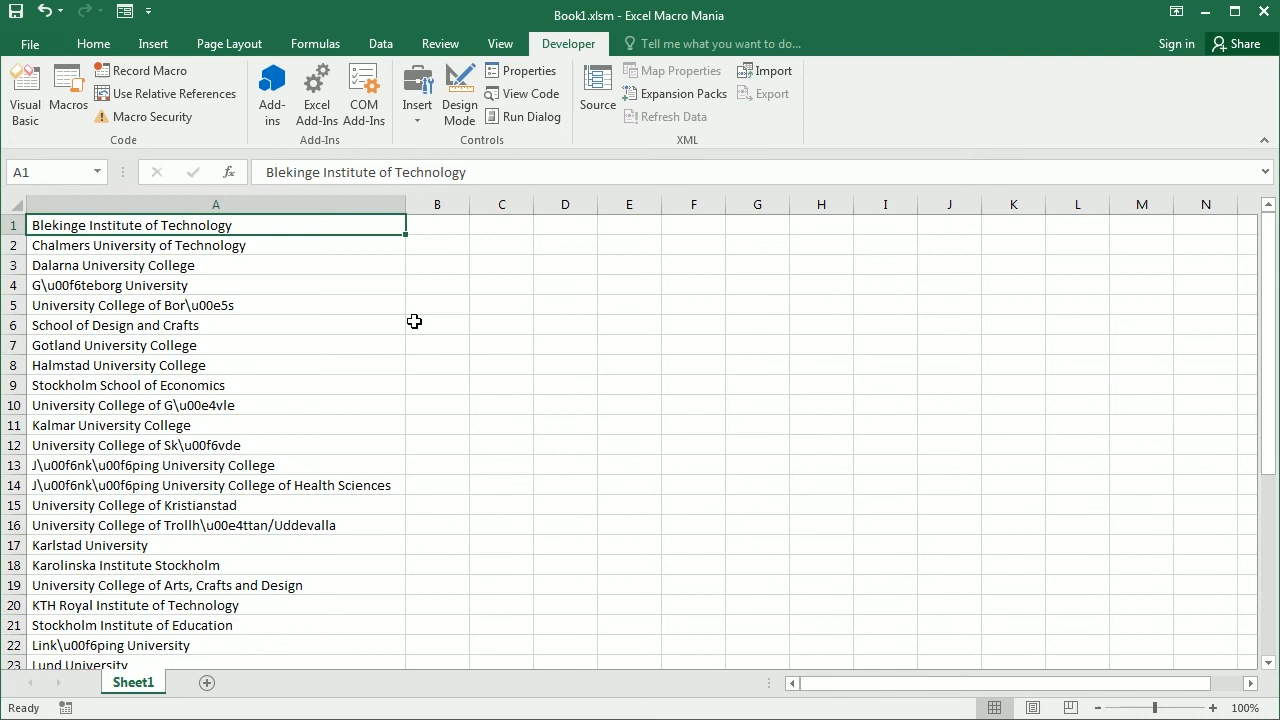 Book1.xlsm - Excel Macro Mania
File Home Insert Page Layout Formulas Data Review View Developer Tell me what you want to do... Sign in Share
Visual Basic
Macros
Record Macro
Use Relative References
Macro Security
Code
Add-ins
Excel Add-Ins
COM Add-Ins
Add-Ins
Insert
Design Mode
Properties
View Code
Run Dialog
Controls
Source
Map Properties
Expansion Packs
Refresh Data
Import
Export
XML
A1 fx Blekinge Institute of Technology
A B C D E F G H I J K L M N
1 Blekinge Institute of Technology
2 Chalmers University of Technology
3 Dalarna University College
4 G\u00f6teborg University
5 University College of Bor\u00e5s
6 School of Design and Crafts
7 Gotland University College
8 Halmstad University College
9 Stockholm School of Economics
10 University College of G\u00e4vle
11 Kalmar University College
12 University College of Sk\u00f6vde
13 J\u00f6nk\u00f6ping University College
14 J\u00f6nk\u00f6ping University College of Health Sciences
15 University College of Kristianstad
16 University College of Trollh\u00e4ttan/Uddevalla
17 Karlstad University
18 Karolinska Institute Stockholm
19 University College of Arts, Crafts and Design
20 KTH Royal Institute of Technology
21 Stockholm Institute of Education
22 Link\u00f6ping University
23 Lund University
Sheet1
Ready 100%